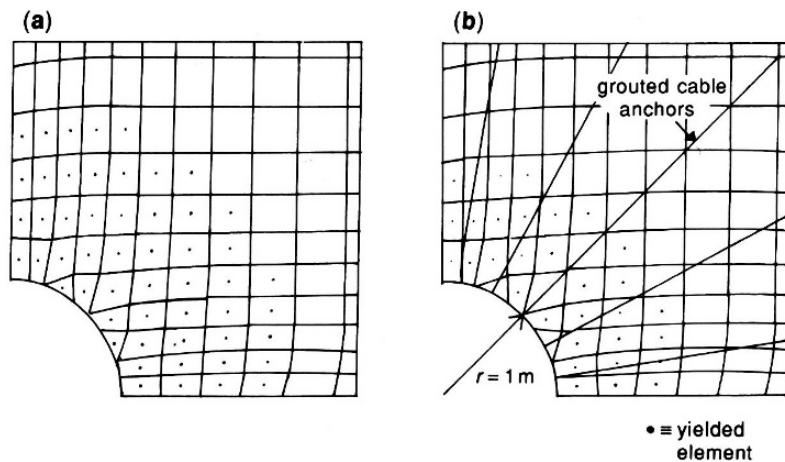 (a)
(b)
grouted cable
anchors
r = 1 m
• ≡ yielded
element